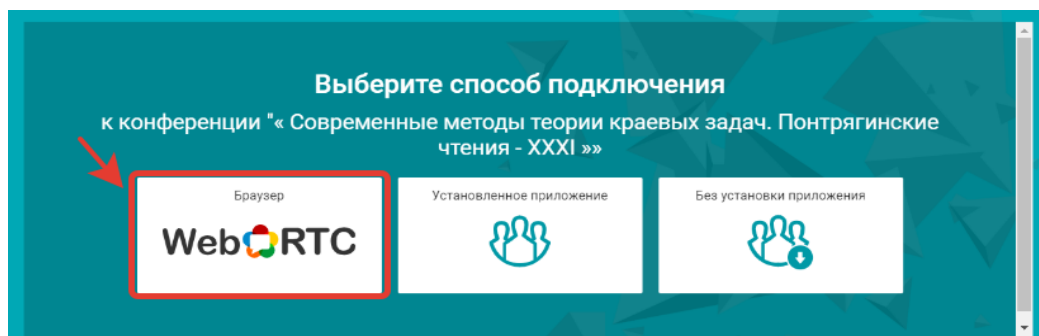 Выберите способ подключения
к конференции "« Современные методы теории краевых задач. Понтрягинские
чтения - XXXI »»
Браузер
WebRTC
Установленное приложение
Без установки приложения